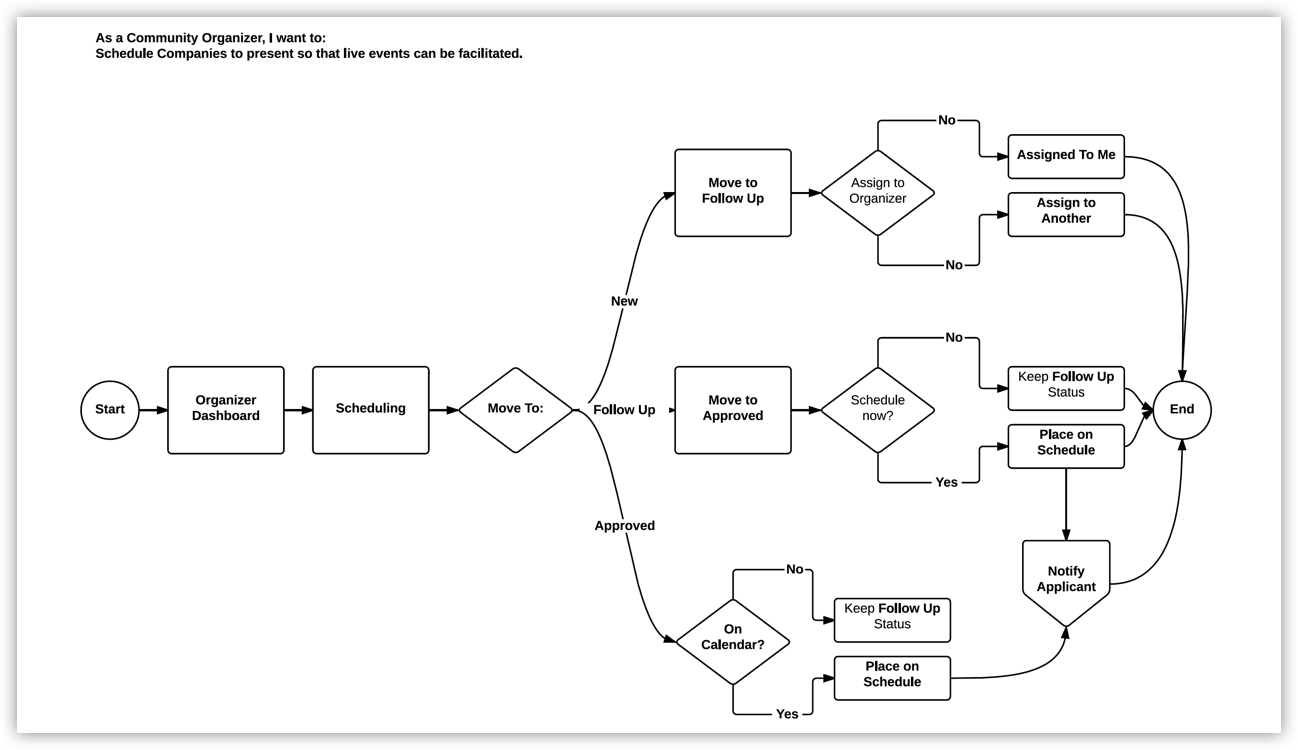 As a Community Organizer, I want to:
Schedule Companies to present so that live events can be facilitated.
No
Assigned To Me
Move to
Follow Up
Assign to
Organizer
Assign to
Another
No
New
No
Keep Follow Up
Status
Start
Organizer
Dashboard
Scheduling
Move To:
Follow Up
Move to
Approved
Schedule
now?
End
Place on
Schedule
Yes
Approved
Notify
Applicant
No
Keep Follow Up
Status
On
Calendar?
Place on
Schedule
Yes